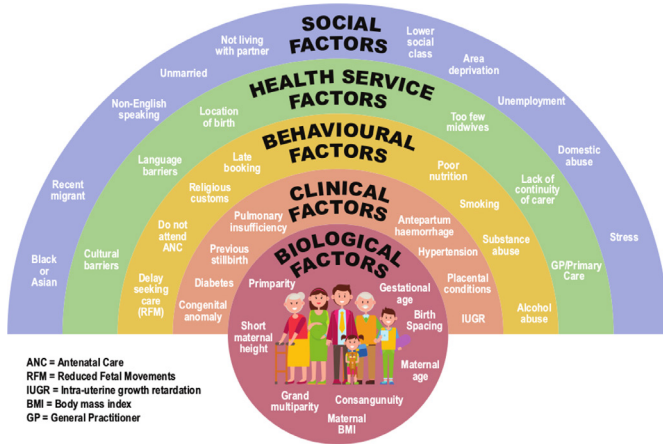 SOCIAL
FACTORS
Not living
with partner
Lower
social
class
Area
deprivation
Unmarried
Unemployment
Non-English
speaking
Domestic
abuse
Recent
migrant
Stress
Black
or
Asian
HEALTH SERVICE
FACTORS
Location
of birth
Too few
midwives
Language
barriers
Lack of
continuity
of carer
Cultural
barriers
GP/Primary
Care
BEHAVIOURAL
FACTORS
Late
booking
Poor
nutrition
Religious
customs
Smoking
Do not
attend
ANC
Substance
abuse
Delay
seeking
care
(RFM)
Alcohol
abuse
CLINICAL
FACTORS
Pulmonary
insufficiency
Antepartum
haemorrhage
Previous
stillbirth
Hypertension
Diabetes
Placental
conditions
Congenital
anomaly
IUGR
BIOLOGICAL
FACTORS
Primparity
Gestational
age
Birth
Spacing
Short
maternal
height
Maternal
age
Grand
multiparity
Consangunuity
Maternal
BMI
ANC = Antenatal Care
RFM = Reduced Fetal Movements
IUGR = Intra-uterine growth retardation
BMI = Body mass index
GP = General Practitioner